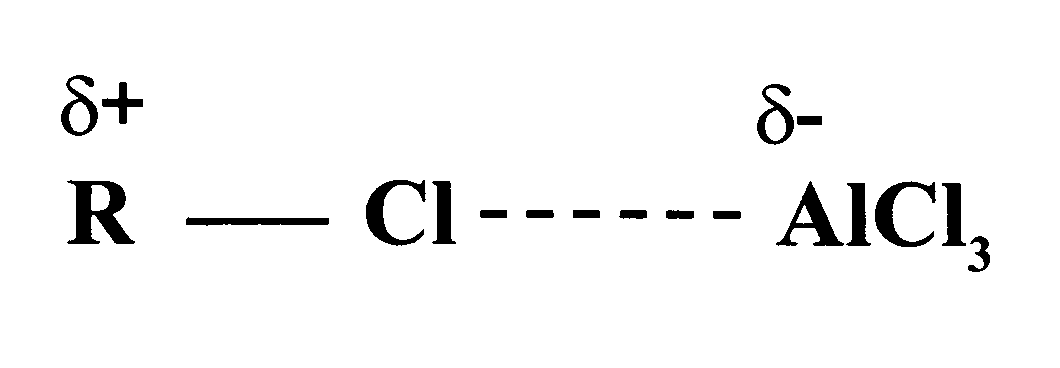 δ+ δ-
R — Cl ------ AlCl₃